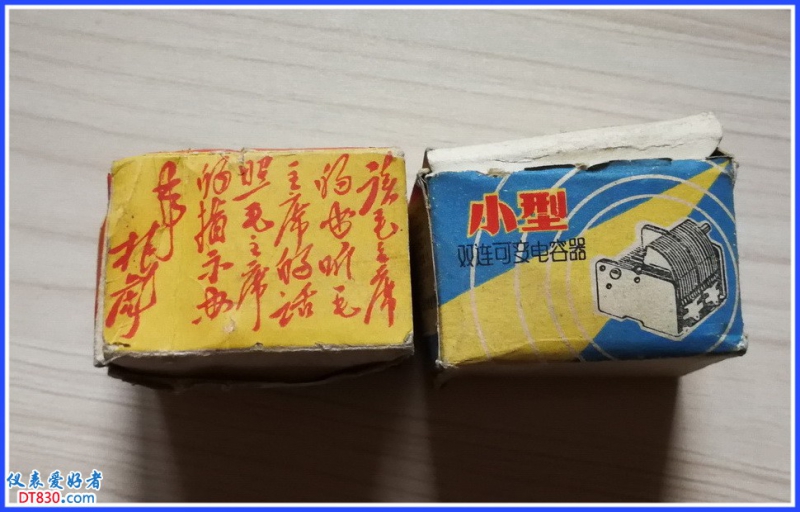 读毛主席
的书听毛
主席的话
照毛主席
的指示办
事
林彪
小型
双连可变电容器
仪表爱好者
DT830.com